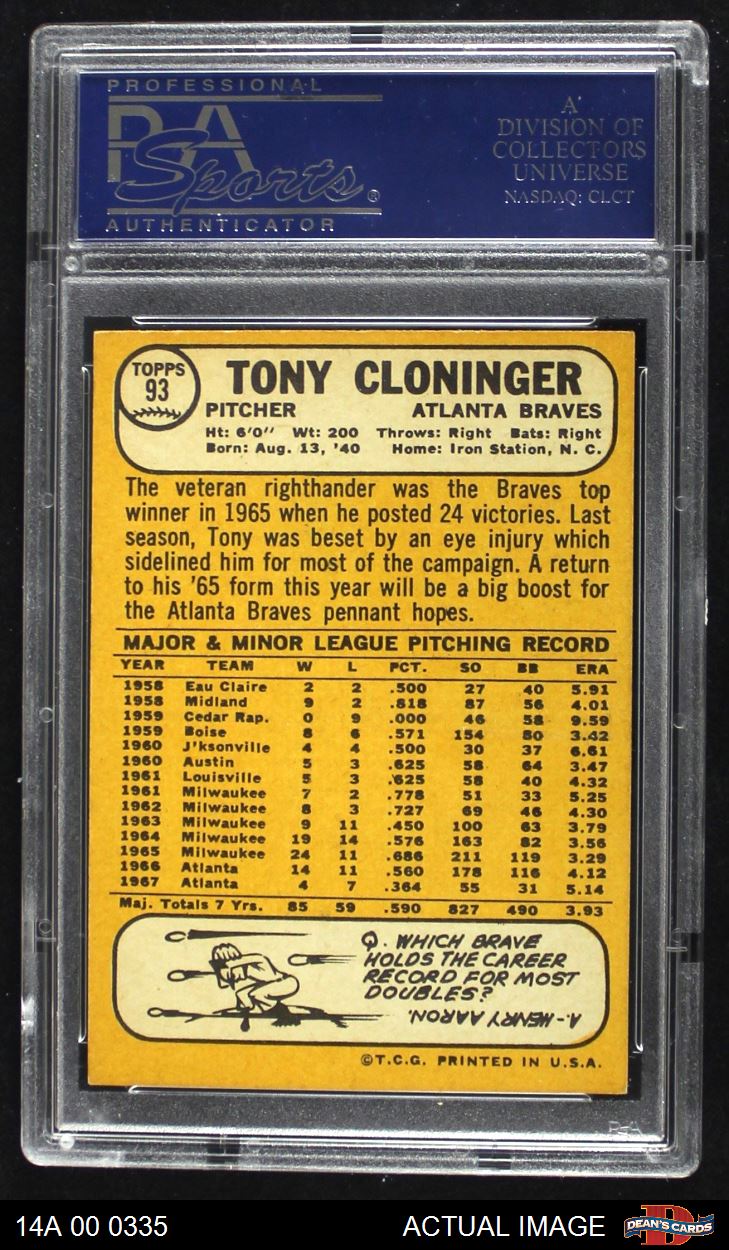 PROFESSIONAL
PSA
Sports®
AUTHENTICATOR
A
DIVISION OF
COLLECTORS
UNIVERSE
NASDAQ: CLCT
TOPPS
93
TONY CLONINGER
PITCHER ATLANTA BRAVES
Ht: 6'0" Wt: 200 Throws: Right Bats: Right
Born: Aug. 13, '40 Home: Iron Station, N. C.
The veteran righthander was the Braves top
winner in 1965 when he posted 24 victories. Last
season, Tony was beset by an eye injury which
sidelined him for most of the campaign. A return
to his '65 form this year will be a big boost for
the Atlanta Braves pennant hopes.
MAJOR & MINOR LEAGUE PITCHING RECORD
YEAR TEAM W L PCT. SO BB ERA
1958 Eau Claire 2 2 .500 27 40 5.91
1958 Midland 9 2 .818 87 56 4.01
1959 Cedar Rap. 0 9 .000 46 58 9.59
1959 Boise 8 6 .571 154 80 3.42
1960 J'ksonville 4 4 .500 30 37 6.61
1960 Austin 5 3 .625 58 64 3.47
1961 Louisville 5 3 .625 58 40 4.32
1961 Milwaukee 7 2 .778 51 33 5.25
1962 Milwaukee 8 3 .727 69 46 4.30
1963 Milwaukee 9 11 .450 100 63 3.79
1964 Milwaukee 19 14 .576 163 82 3.56
1965 Milwaukee 24 11 .686 211 119 3.29
1966 Atlanta 14 11 .560 178 116 4.12
1967 Atlanta 4 7 .364 55 31 5.14
Maj. Totals 7 Yrs. 85 59 .590 827 490 3.93
Q. WHICH BRAVE
HOLDS THE CAREER
RECORD FOR MOST
DOUBLES?
A-HENRY AARON.
©T.C.G. PRINTED IN U.S.A.
PSA
14A 00 0335 ACTUAL IMAGE DEAN'S CARDS